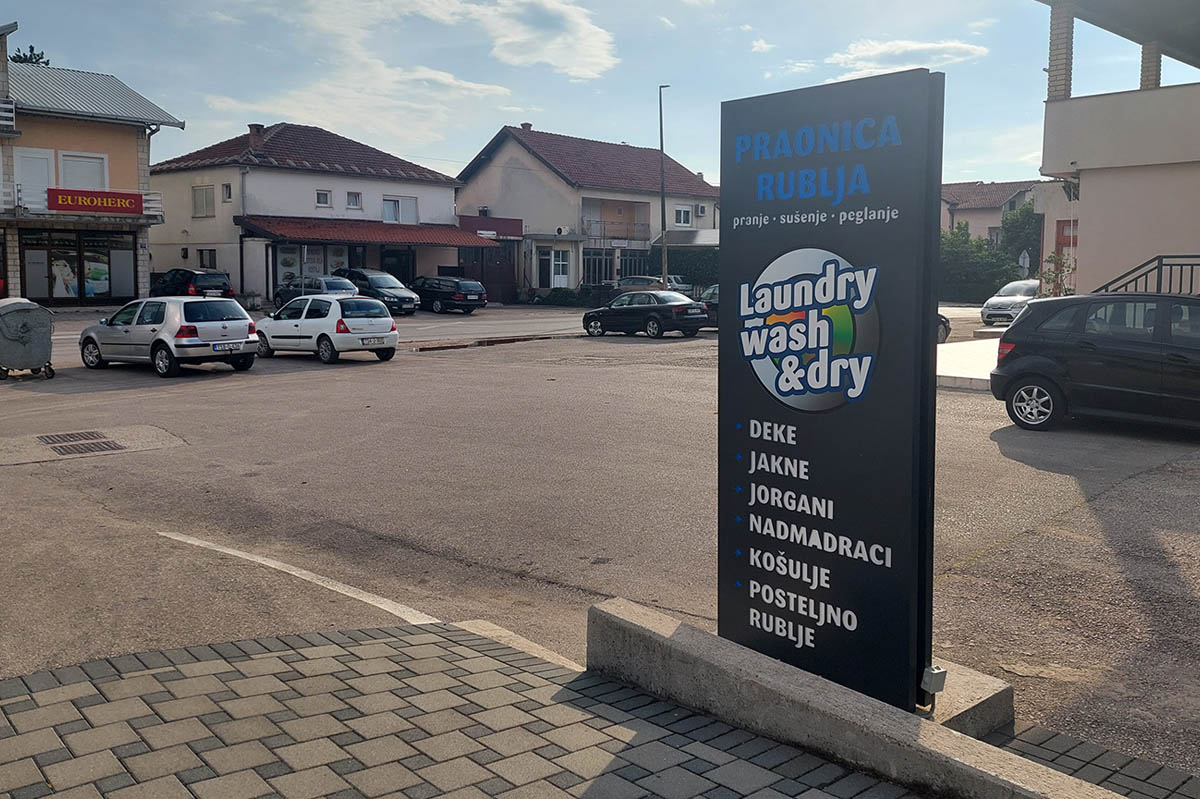 EUROHERC
PRAONICA
RUBLJA
pranje · sušenje · peglanje
Laundry
wash
& dry
DEKE
JAKNE
JORGANI
NADMADRACI
KOŠULJE
POSTELJNO
RUBLJE